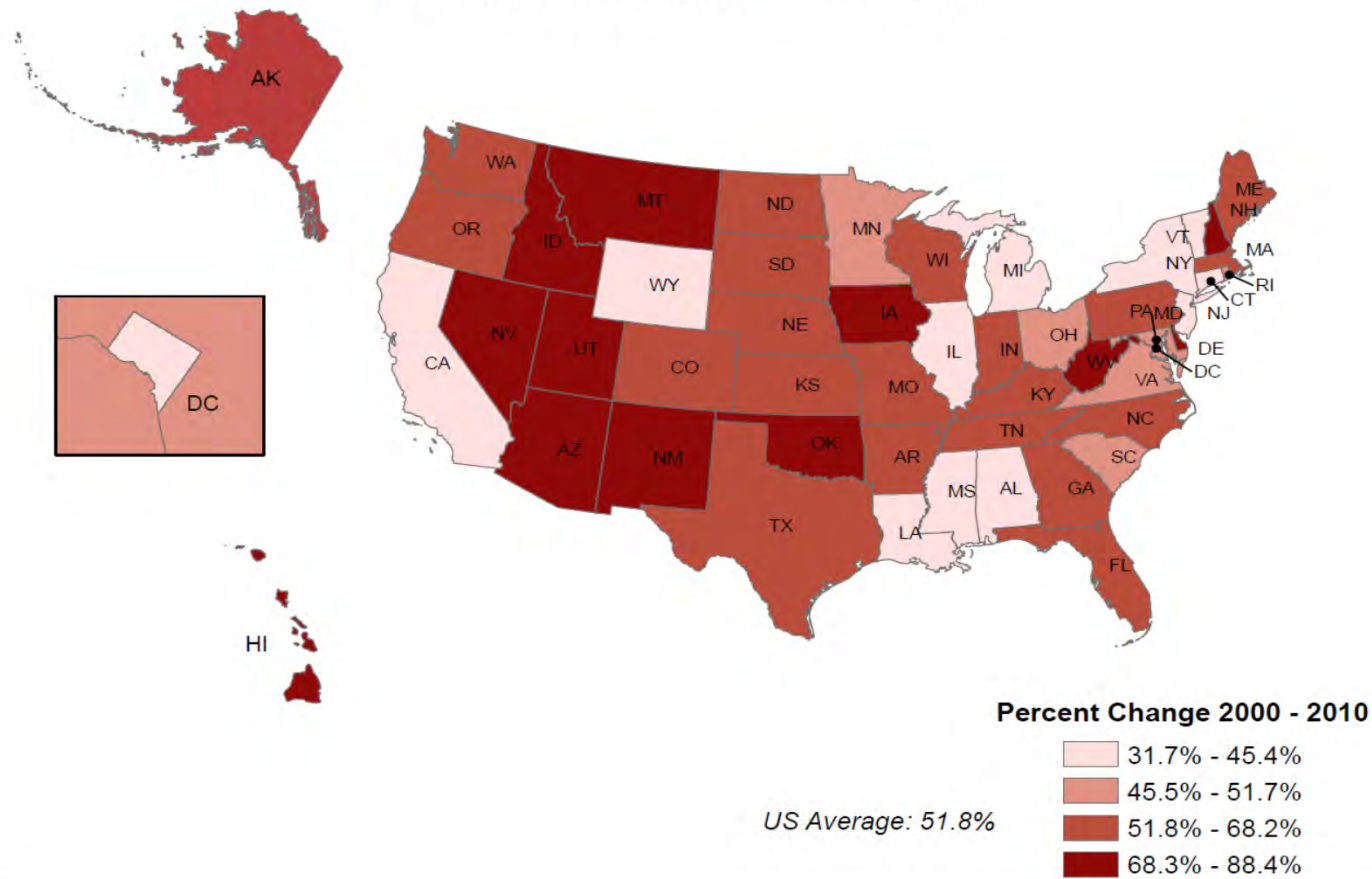 AK
WA
MT
ND
MN
ME
NH
OR
ID
SD
WI
MI
VT
MA
NY
WY
RI
CT
NJ
IA
NE
PA
MD
NV
UT
OH
IL
IN
DE
CA
CO
WV
DC
VA
KS
MO
KY
DC
NC
TN
AZ
NM
OK
AR
SC
MS
AL
GA
TX
LA
FL
HI
Percent Change 2000 - 2010
31.7% - 45.4%
45.5% - 51.7%
US Average: 51.8%
51.8% - 68.2%
68.3% - 88.4%